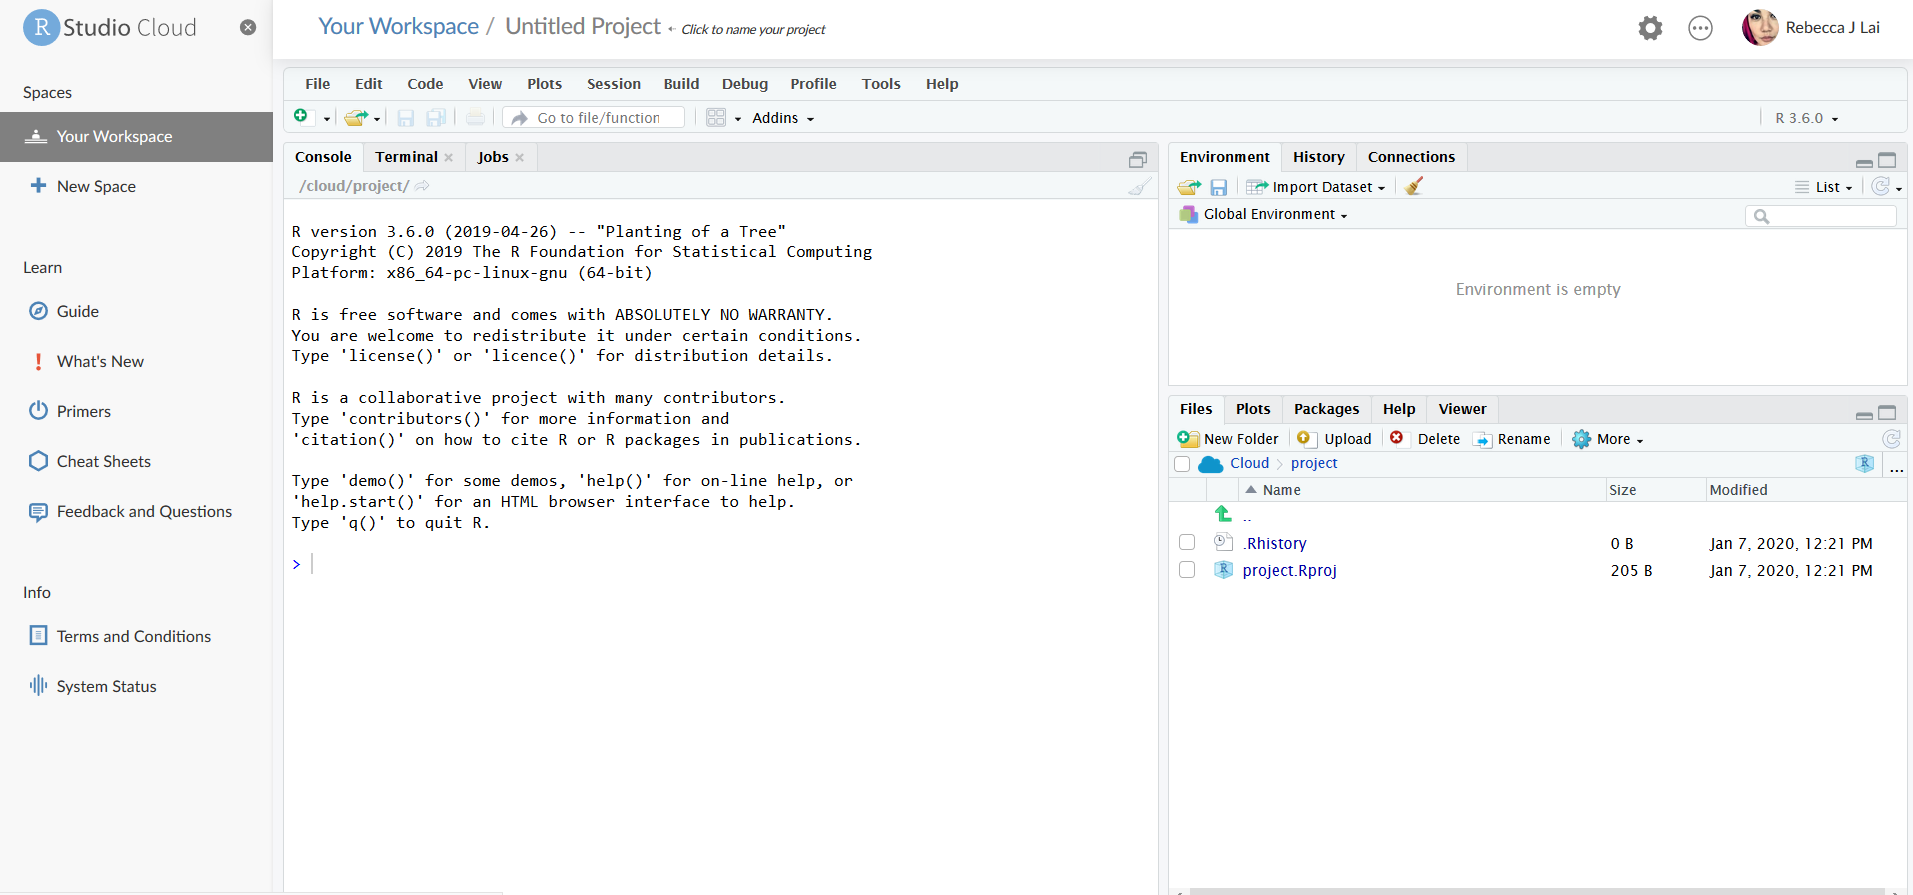 R Studio Cloud
Your Workspace / Untitled Project ← Click to name your project
Rebecca J Lai
Spaces
Your Workspace
New Space
Learn
Guide
What's New
Primers
Cheat Sheets
Feedback and Questions
Info
Terms and Conditions
System Status
File Edit Code View Plots Session Build Debug Profile Tools Help
Go to file/function Addins R 3.6.0
Console Terminal Jobs
/cloud/project/
R version 3.6.0 (2019-04-26) -- "Planting of a Tree"
Copyright (C) 2019 The R Foundation for Statistical Computing
Platform: x86_64-pc-linux-gnu (64-bit)
R is free software and comes with ABSOLUTELY NO WARRANTY.
You are welcome to redistribute it under certain conditions.
Type 'license()' or 'licence()' for distribution details.
R is a collaborative project with many contributors.
Type 'contributors()' for more information and
'citation()' on how to cite R or R packages in publications.
Type 'demo()' for some demos, 'help()' for on-line help, or
'help.start()' for an HTML browser interface to help.
Type 'q()' to quit R.
>
Environment History Connections
Import Dataset List
Global Environment
Environment is empty
Files Plots Packages Help Viewer
New Folder Upload Delete Rename More
Cloud project R ...
Name Size Modified
..
.Rhistory 0 B Jan 7, 2020, 12:21 PM
R project.Rproj 205 B Jan 7, 2020, 12:21 PM